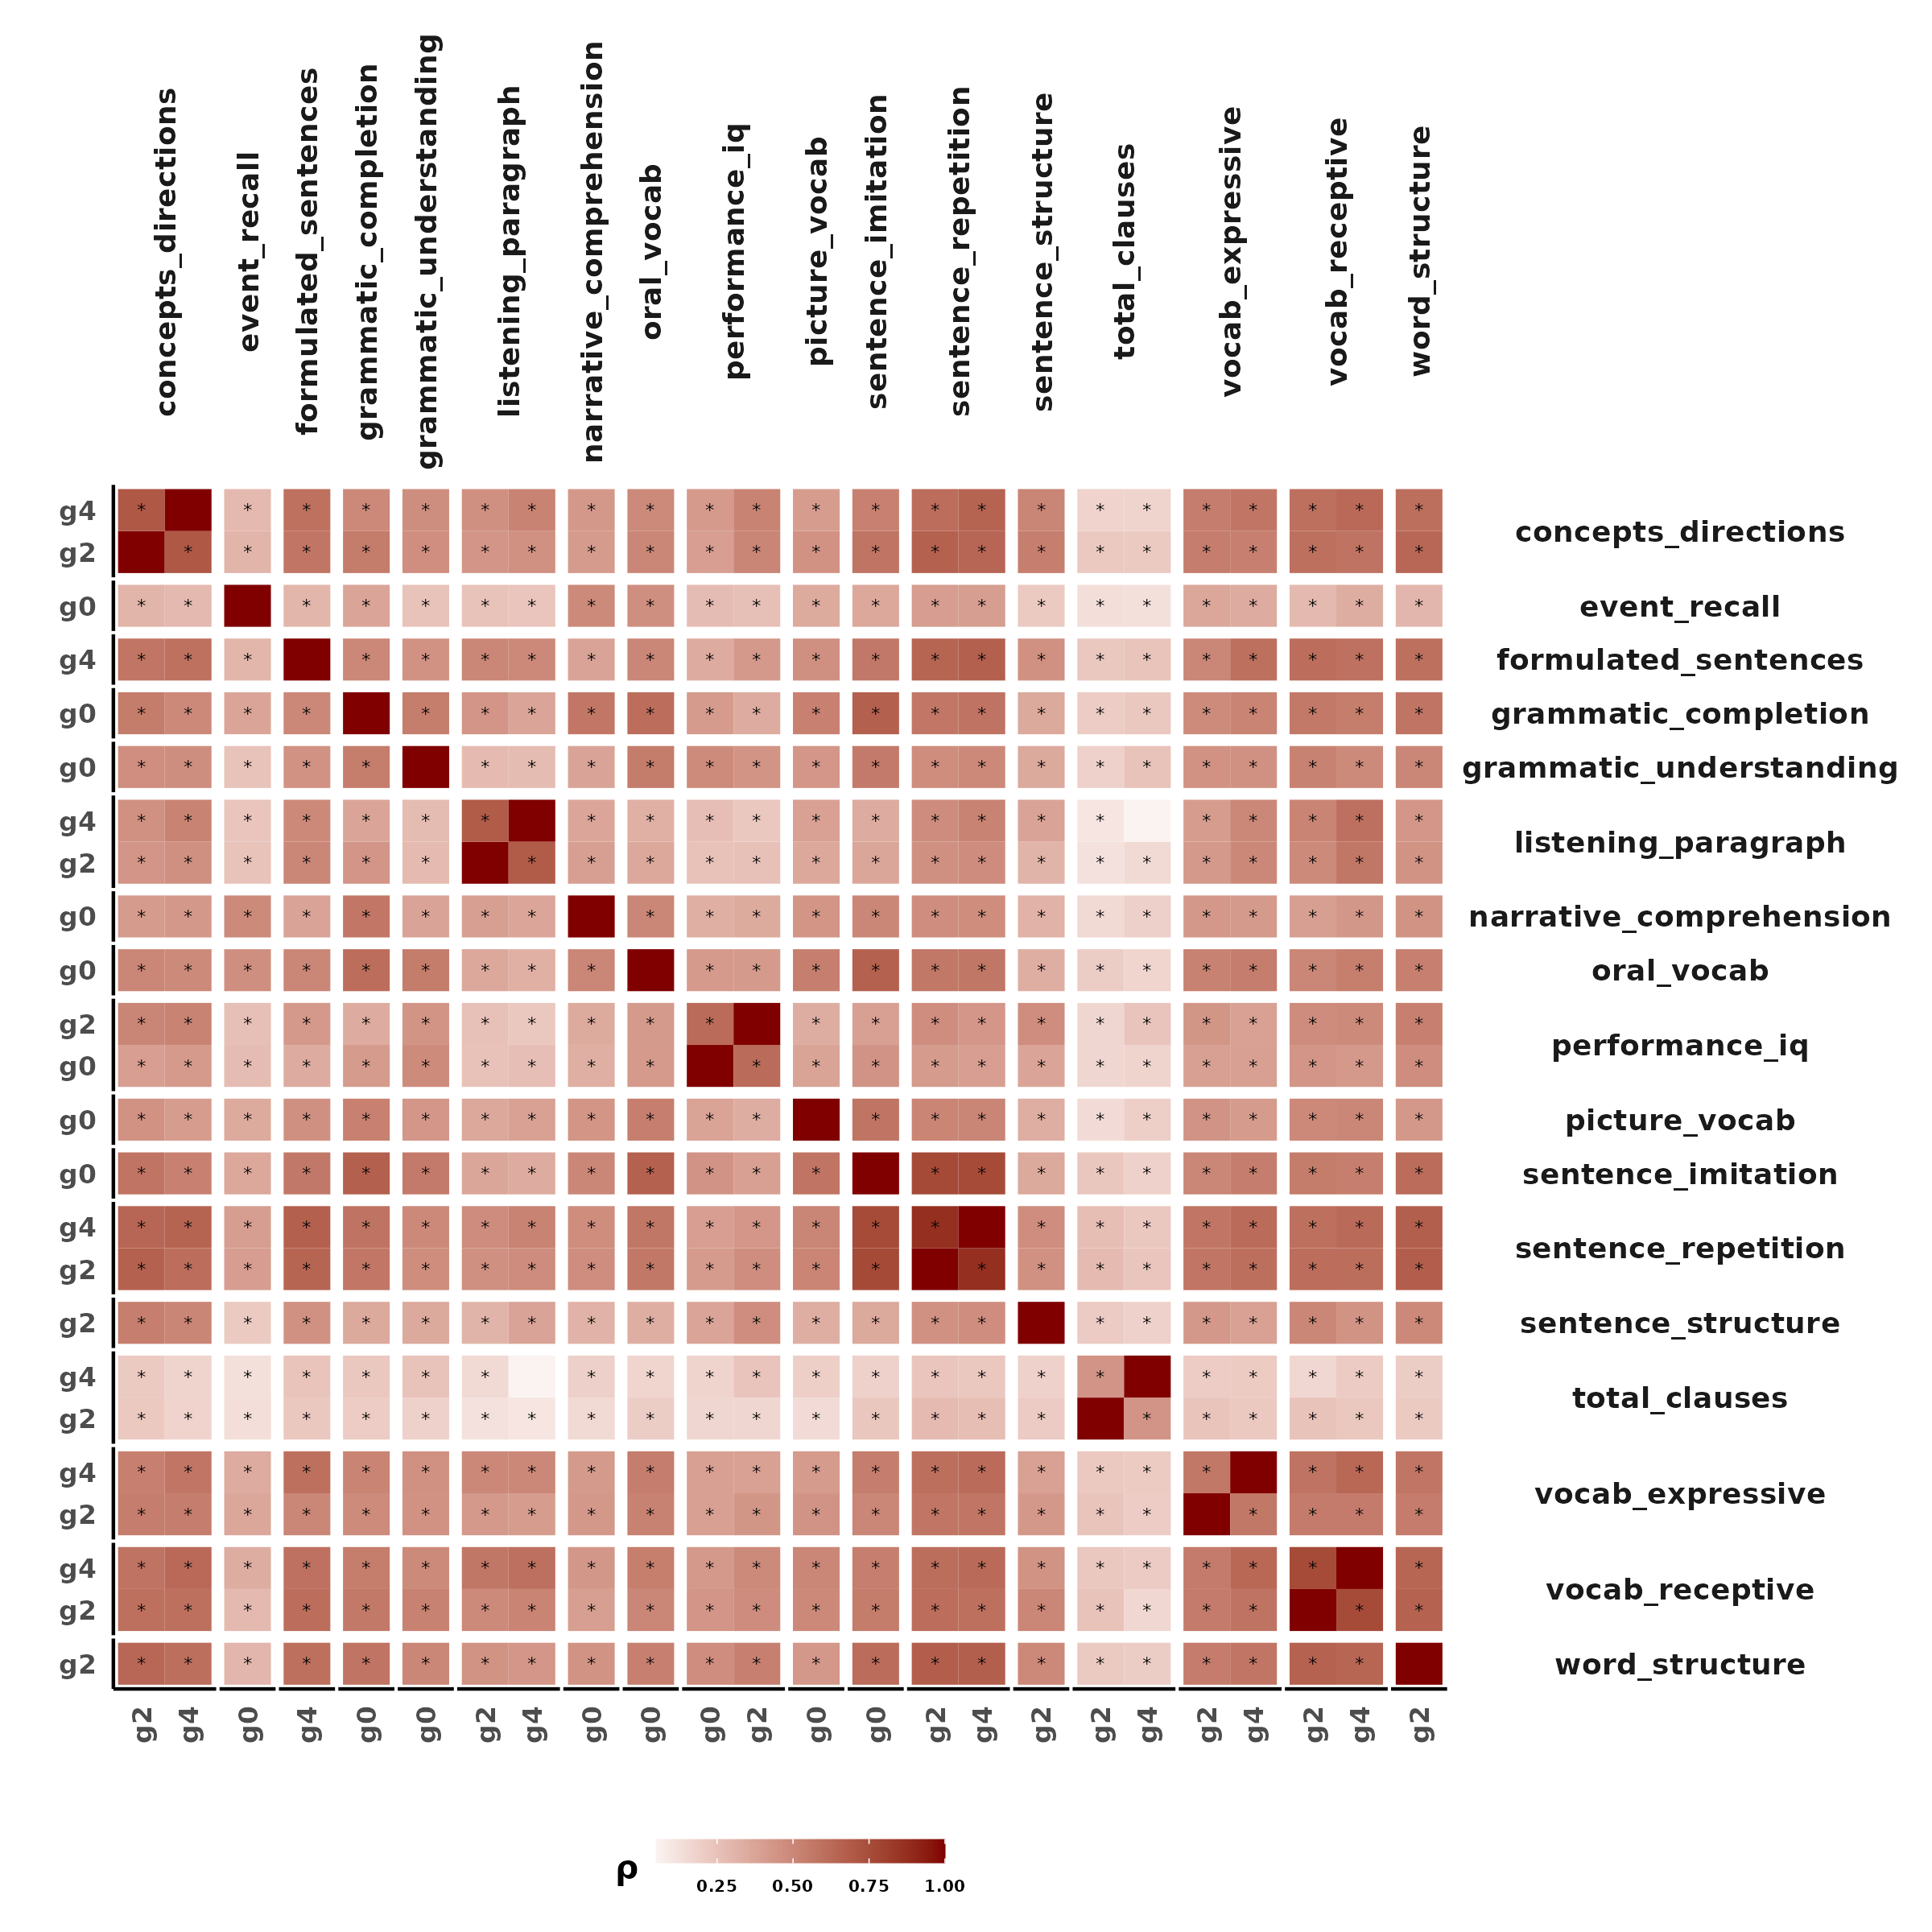 concepts_directions
event_recall
formulated_sentences
grammatic_completion
grammatic_understanding
listening_paragraph
narrative_comprehension
oral_vocab
performance_iq
picture_vocab
sentence_imitation
sentence_repetition
sentence_structure
total_clauses
vocab_expressive
vocab_receptive
word_structure
g4
g2
concepts_directions
g0
event_recall
g4
formulated_sentences
g0
grammatic_completion
g0
grammatic_understanding
g4
g2
listening_paragraph
g0
narrative_comprehension
g0
oral_vocab
g2
g0
performance_iq
g0
picture_vocab
g0
sentence_imitation
g4
g2
sentence_repetition
g2
sentence_structure
g4
g2
total_clauses
g4
g2
vocab_expressive
g4
g2
vocab_receptive
g2
word_structure
g2 g4 g0 g4 g0 g0 g2 g4 g0 g0 g0 g2 g0 g0 g2 g4 g2 g2 g4 g2 g4 g2 g4 g2
ρ
0.25 0.50 0.75 1.00